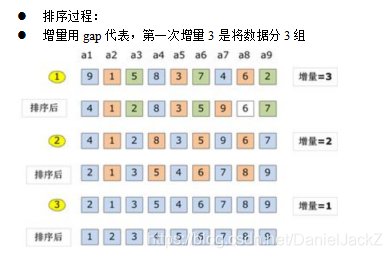 ● 排序过程：
● 增量用 gap 代表，第一次增量 3 是将数据分 3 组
a1 a2 a3 a4 a5 a6 a7 a8 a9
1 9 1 5 8 3 7 4 6 2 增量=3
排序后 4 1 2 8 3 5 9 6 7
2 4 1 2 8 3 5 9 6 7 增量=2
排序后 2 1 3 5 4 6 7 8 9
3 2 1 3 5 4 6 7 8 9 增量=1
排序后 1 2 3 4 5 6 7 8 9
https://blog.csdn.net/DanielJackZ